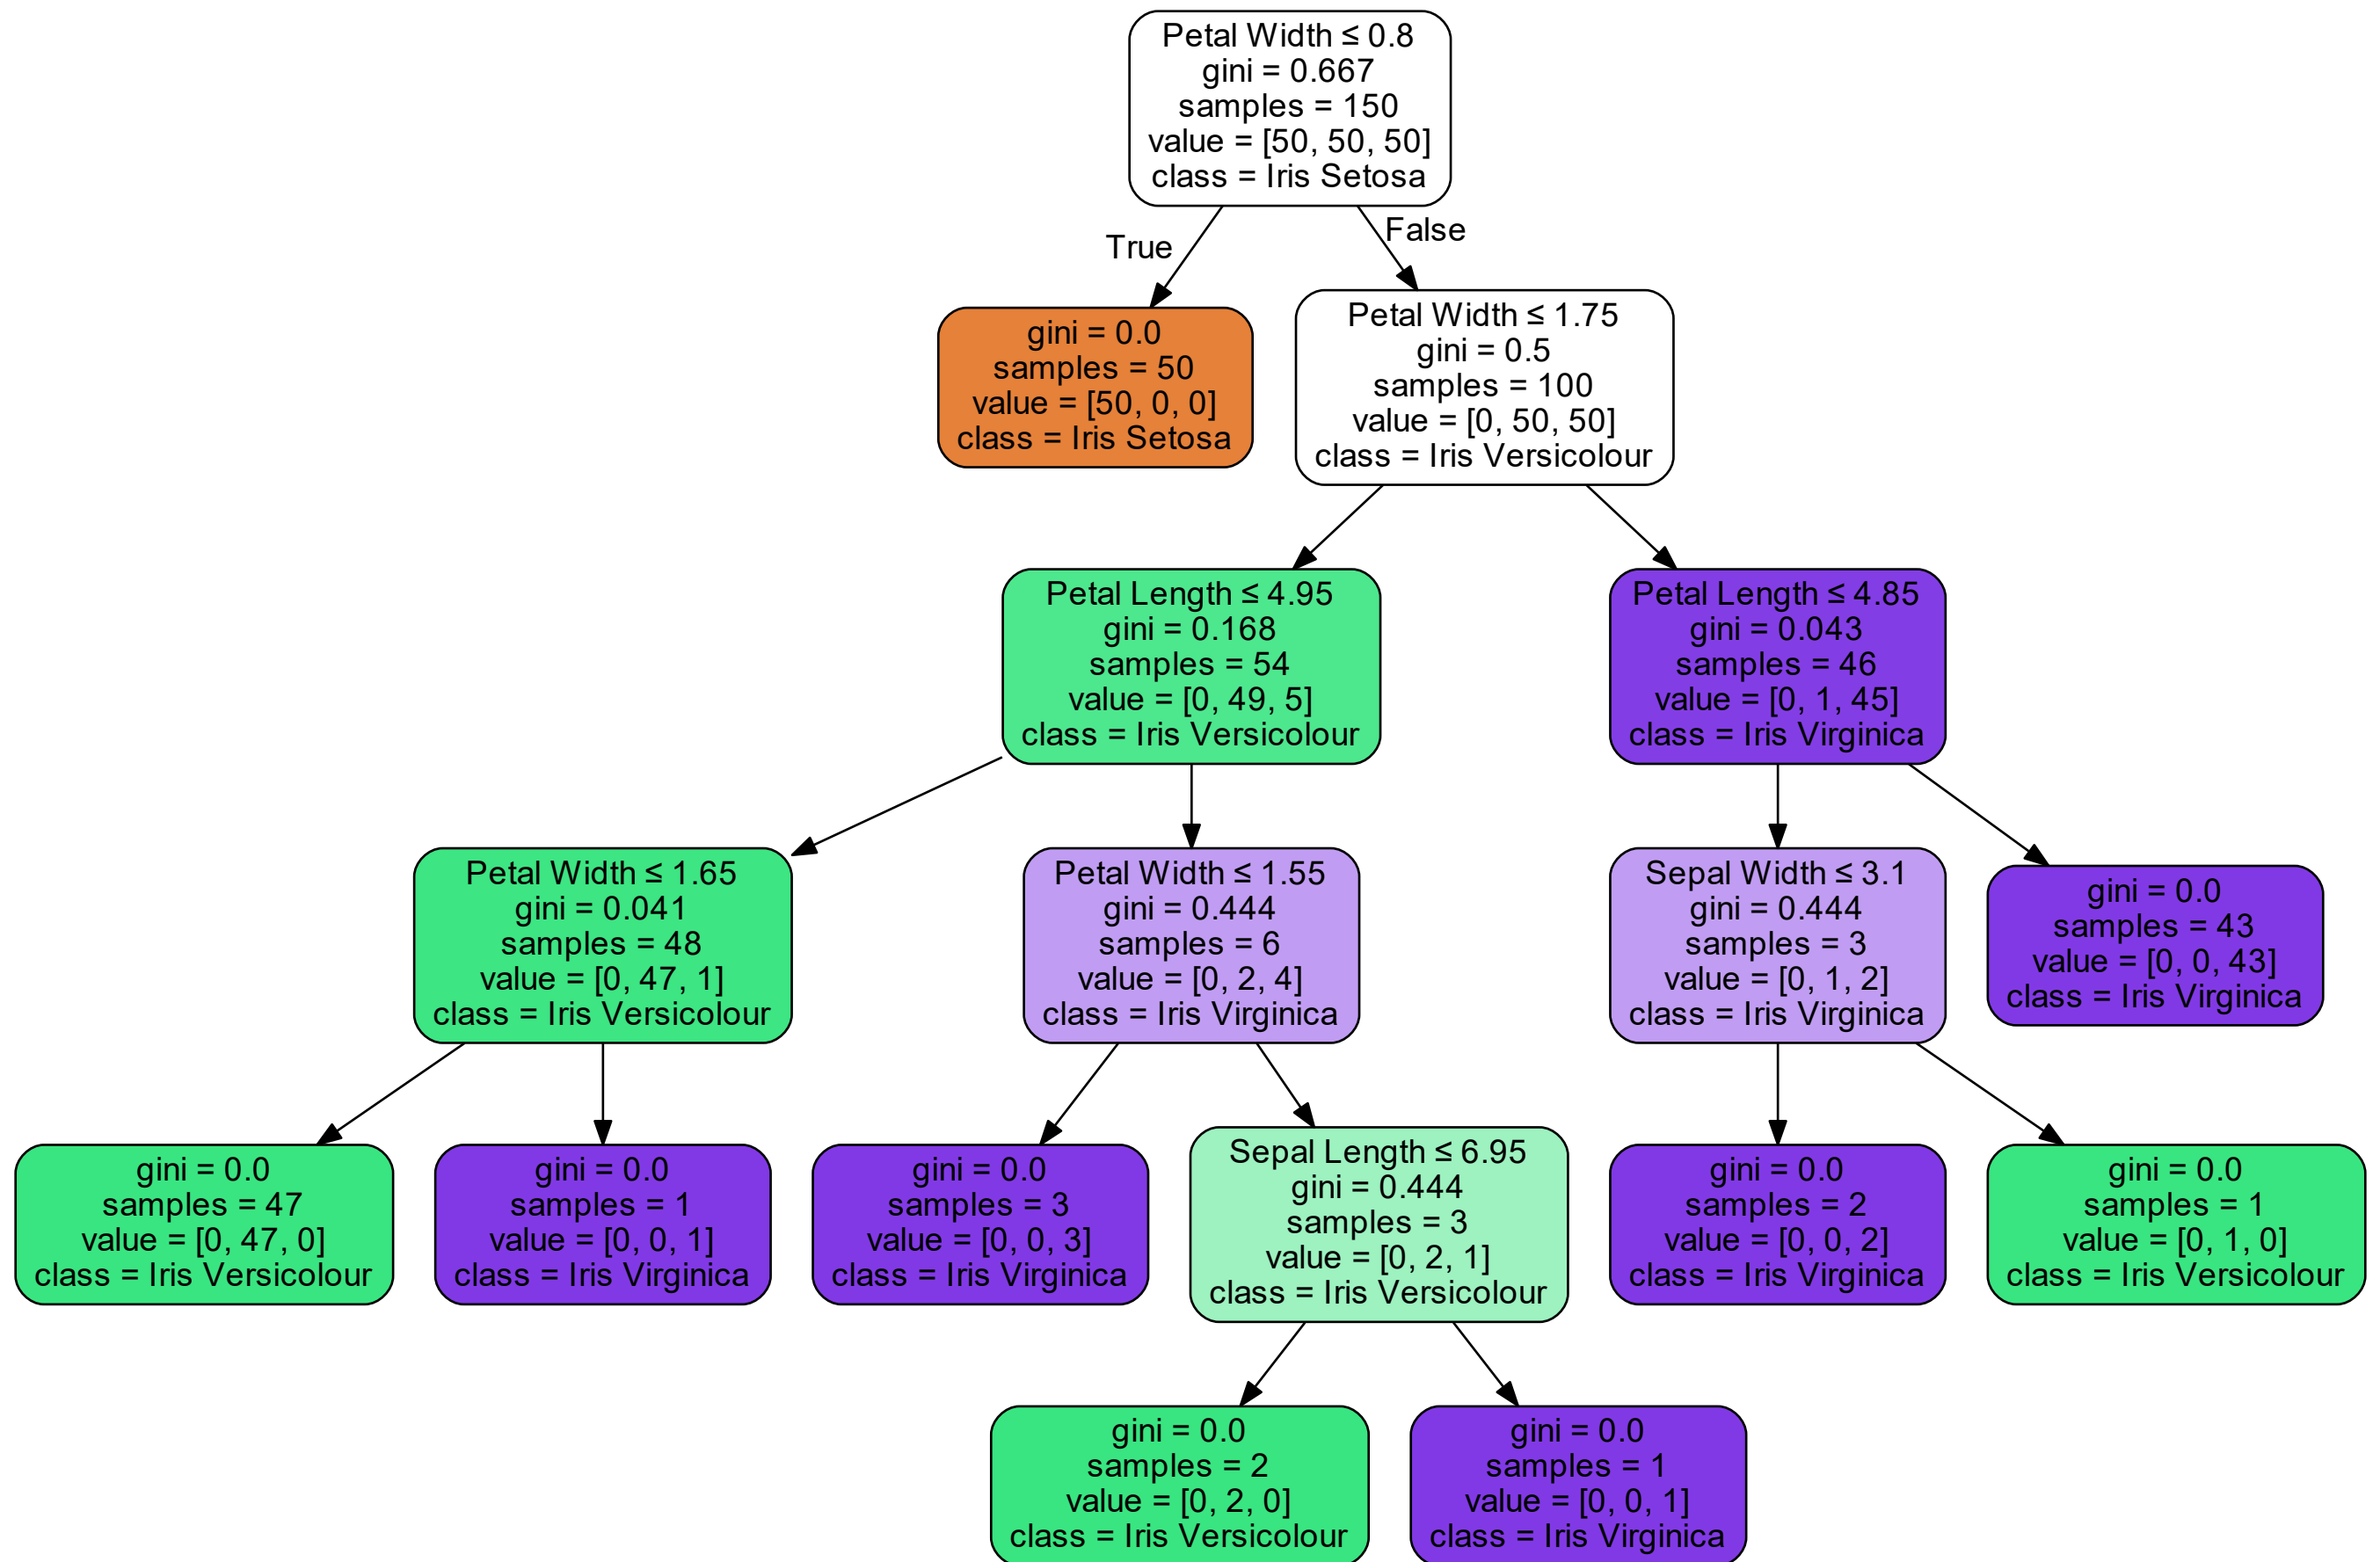 Petal Width ≤ 0.8
gini = 0.667
samples = 150
value = [50, 50, 50]
class = Iris Setosa
True
False
gini = 0.0
samples = 50
value = [50, 0, 0]
class = Iris Setosa
Petal Width ≤ 1.75
gini = 0.5
samples = 100
value = [0, 50, 50]
class = Iris Versicolour
Petal Length ≤ 4.95
gini = 0.168
samples = 54
value = [0, 49, 5]
class = Iris Versicolour
Petal Length ≤ 4.85
gini = 0.043
samples = 46
value = [0, 1, 45]
class = Iris Virginica
Petal Width ≤ 1.65
gini = 0.041
samples = 48
value = [0, 47, 1]
class = Iris Versicolour
Petal Width ≤ 1.55
gini = 0.444
samples = 6
value = [0, 2, 4]
class = Iris Virginica
Sepal Width ≤ 3.1
gini = 0.444
samples = 3
value = [0, 1, 2]
class = Iris Virginica
gini = 0.0
samples = 43
value = [0, 0, 43]
class = Iris Virginica
gini = 0.0
samples = 47
value = [0, 47, 0]
class = Iris Versicolour
gini = 0.0
samples = 1
value = [0, 0, 1]
class = Iris Virginica
gini = 0.0
samples = 3
value = [0, 0, 3]
class = Iris Virginica
Sepal Length ≤ 6.95
gini = 0.444
samples = 3
value = [0, 2, 1]
class = Iris Versicolour
gini = 0.0
samples = 2
value = [0, 0, 2]
class = Iris Virginica
gini = 0.0
samples = 1
value = [0, 1, 0]
class = Iris Versicolour
gini = 0.0
samples = 2
value = [0, 2, 0]
class = Iris Versicolour
gini = 0.0
samples = 1
value = [0, 0, 1]
class = Iris Virginica